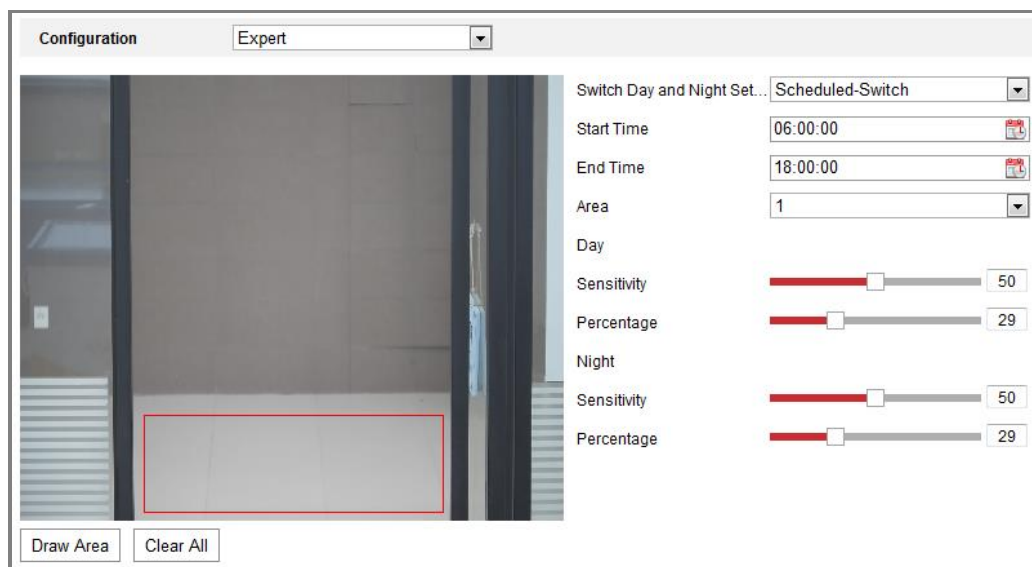 Configuration Expert
Switch Day and Night Set... Scheduled-Switch
Start Time 06:00:00
End Time 18:00:00
Area 1
Day
Sensitivity 50
Percentage 29
Night
Sensitivity 50
Percentage 29
Draw Area Clear All